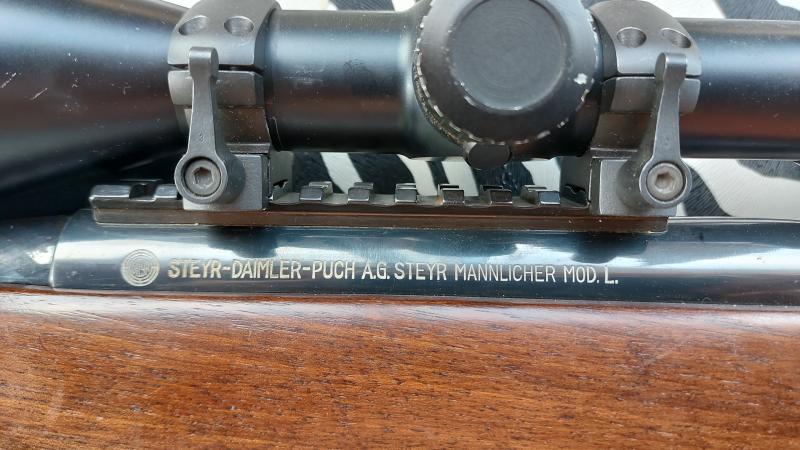 STEYR-DAIMLER-PUCH A.G. STEYR MANNLICHER MOD. L.